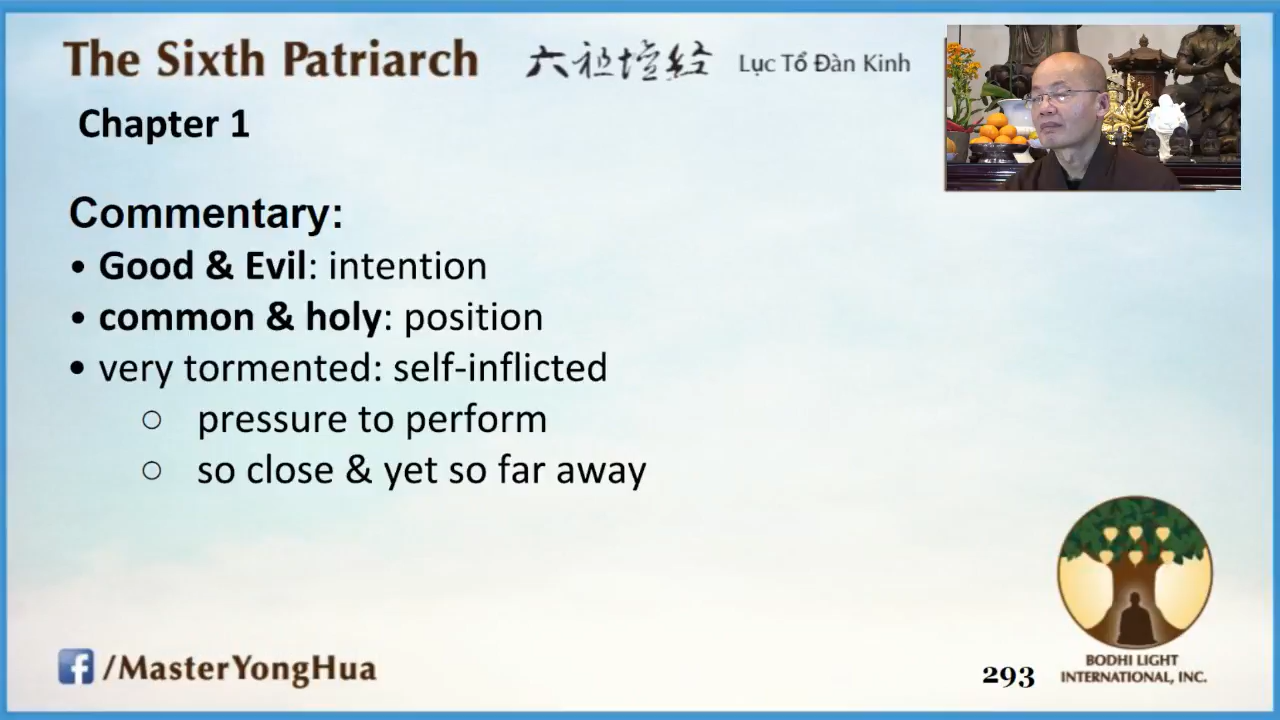 The Sixth Patriarch 六祖壇经 Lục Tổ Đàn Kinh
Chapter 1
Commentary:
• Good & Evil: intention
• common & holy: position
• very tormented: self-inflicted
○ pressure to perform
○ so close & yet so far away
f /MasterYongHua
293
BODHI LIGHT
INTERNATIONAL, INC.